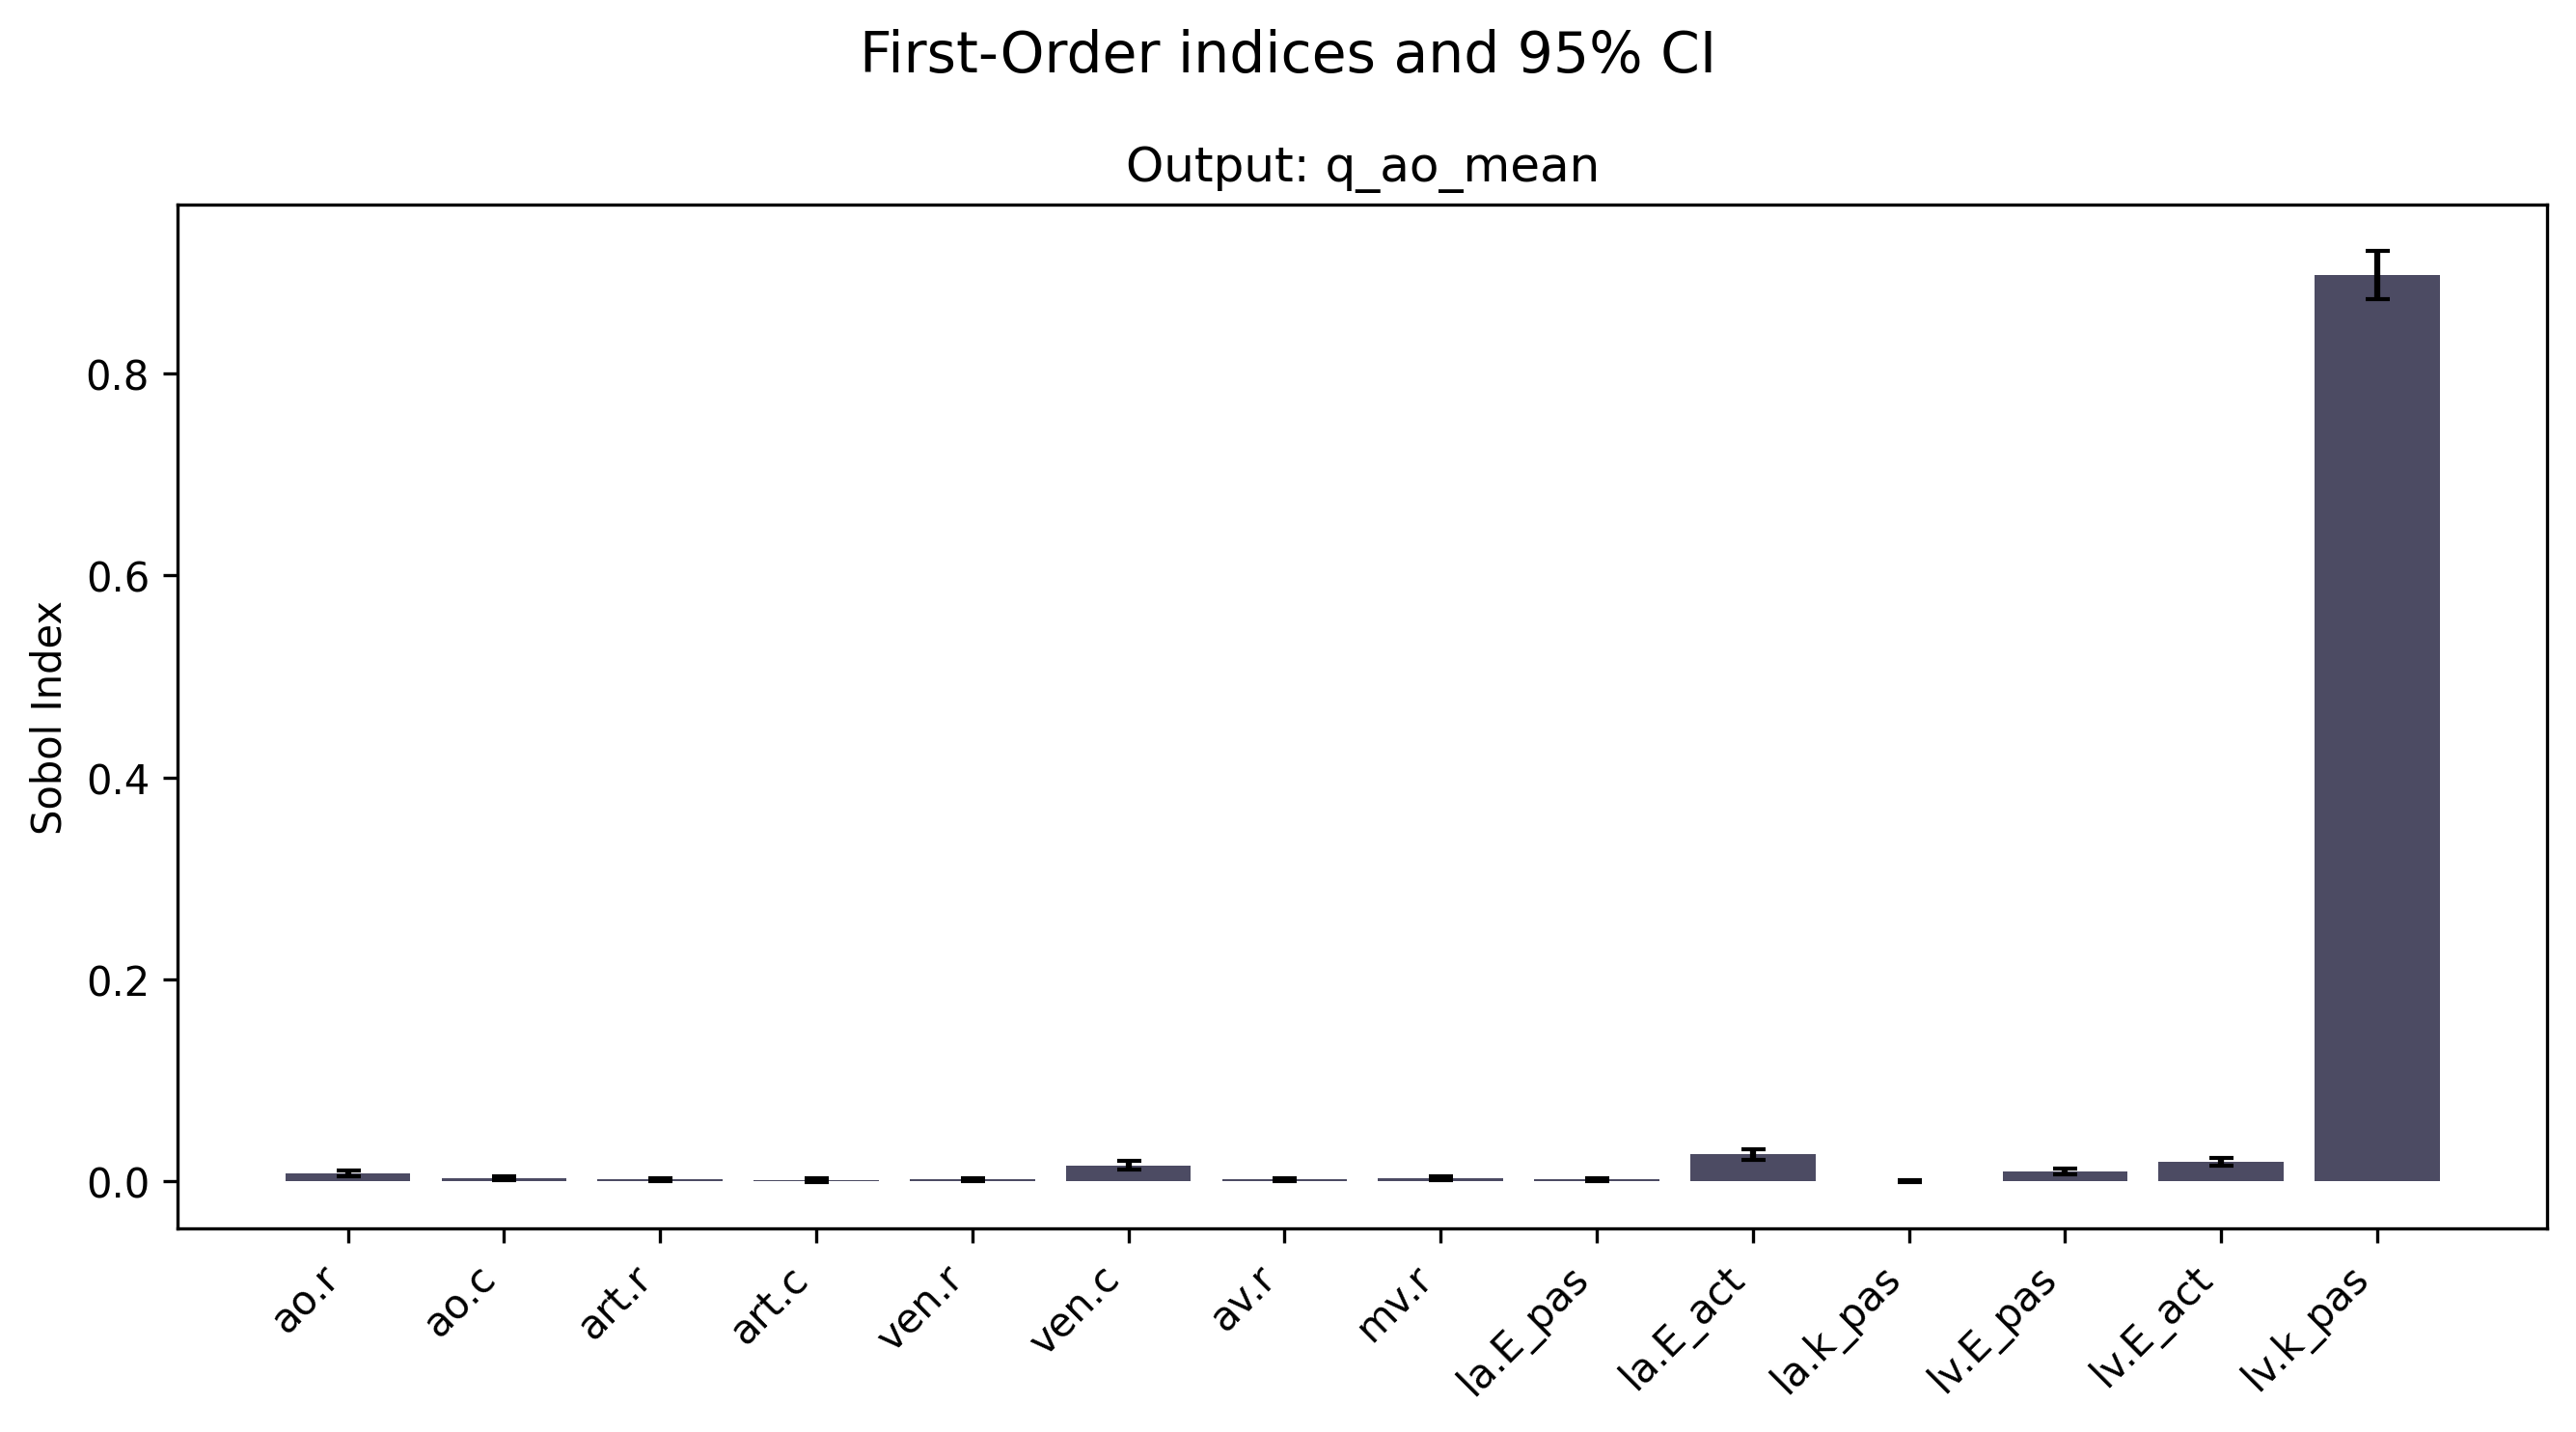 First-Order indices and 95% CI
Output: q_ao_mean
Sobol Index
0.8
0.6
0.4
0.2
0.0
ao.r
ao.c
art.r
art.c
ven.r
ven.c
av.r
mv.r
la.E_pas
la.E_act
la.k_pas
lv.E_pas
lv.E_act
lv.k_pas